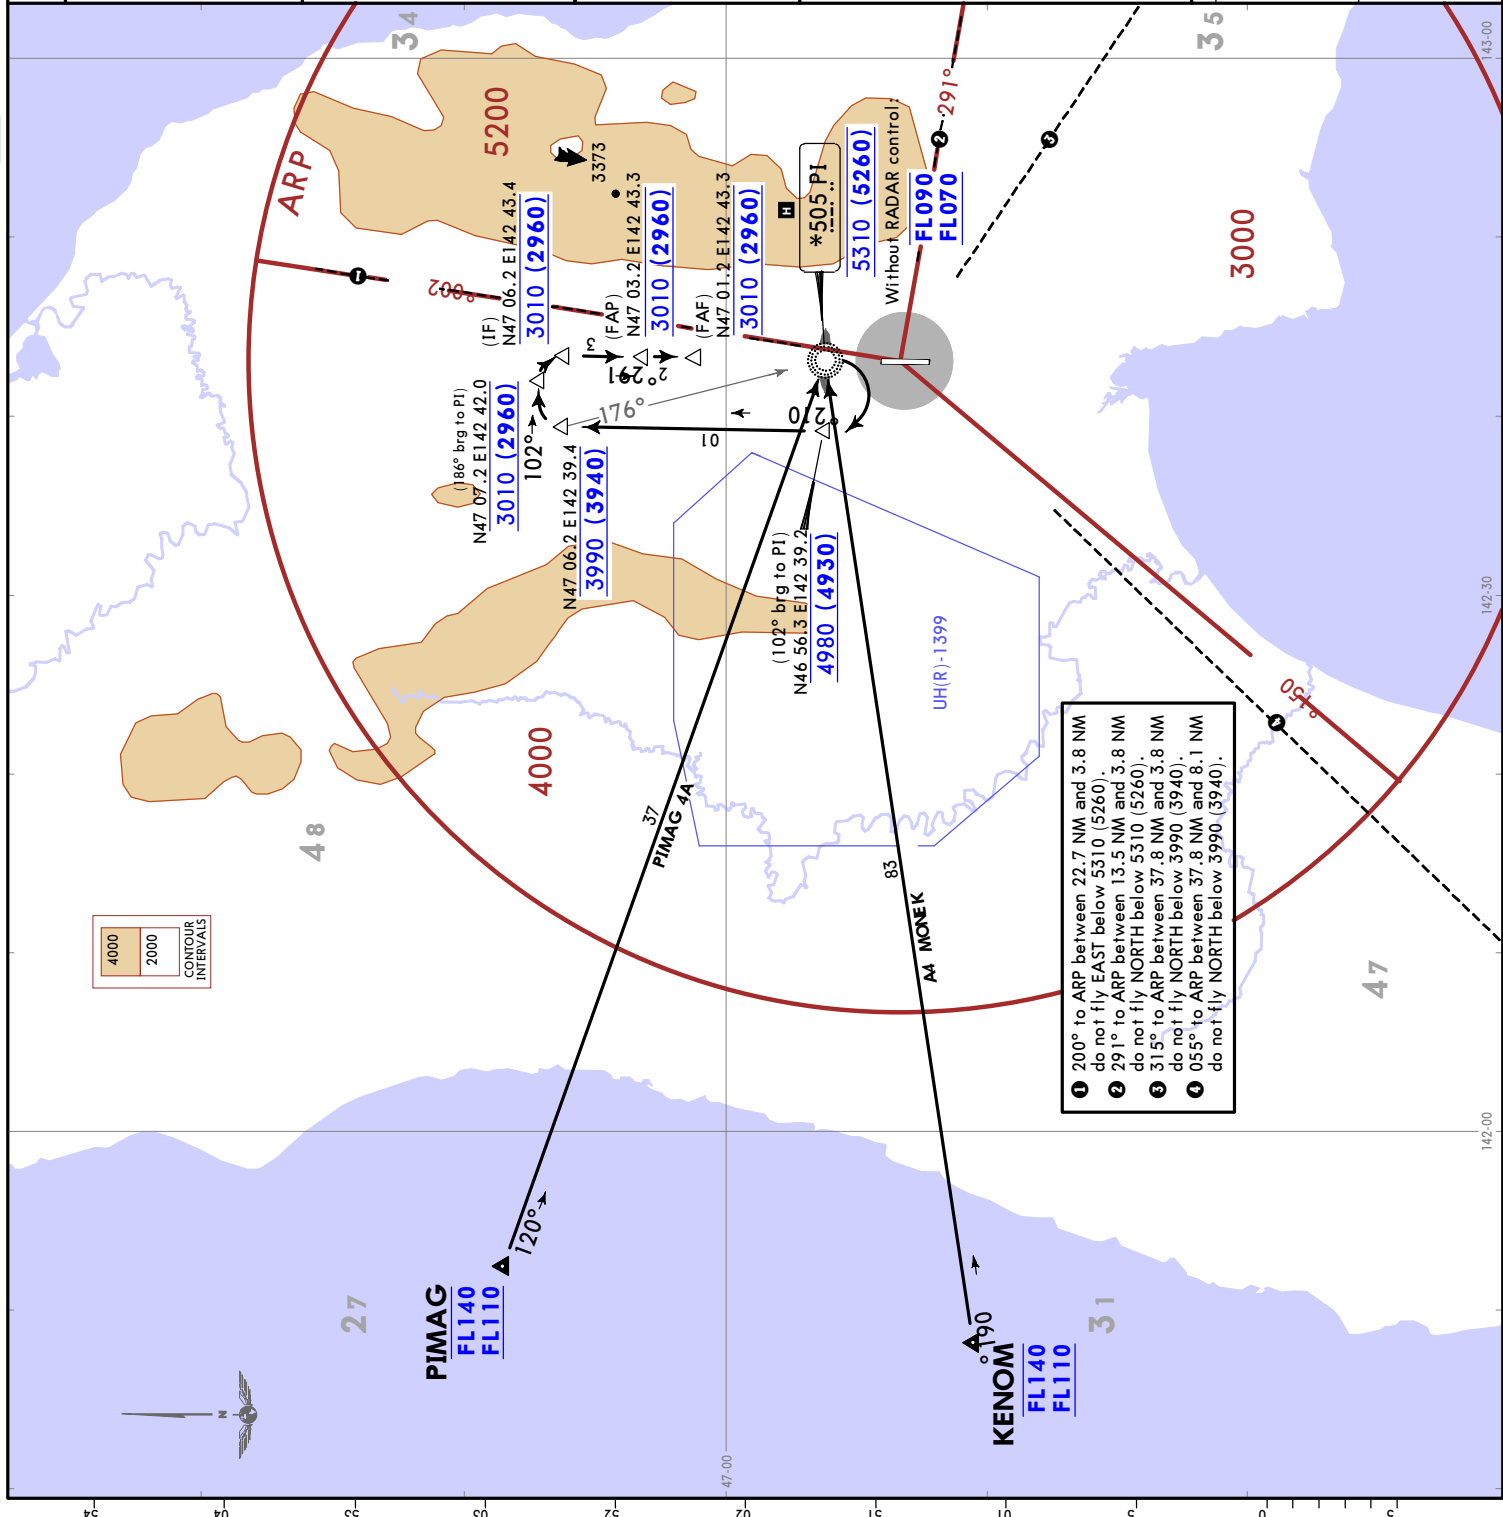 PIMAG
FL140
FL110
120°
37
PIMAG 4A
KENOM
FL140
FL110
83
A4 MONEK
27
31
48
47
34
35
4000
2000
CONTOUR
INTERVALS
N
ARP
5200
4000
3000
3373
(IF)
N47 06.2 E142 43.4
3010 (2960)
(FAP)
N47 03.2 E142 43.3
3010 (2960)
(FAF)
N47 01.2 E142 43.3
3010 (2960)
H
*505 PI
5310 (5260)
Without RADAR control:
FL090
FL070
(186° brg to PI)
N47 07.2 E142 42.0
3010 (2960)
102°
N47 06.2 E142 39.4
3990 (3940)
(102° brg to PI)
N46 56.3 E142 39.2
4980 (4930)
176°
291°
200°
291°
3
2
10
UH(R)-1399
1 200° to ARP between 22.7 NM and 3.8 NM
do not fly EAST below 5310 (5260).
2 291° to ARP between 13.5 NM and 3.8 NM
do not fly NORTH below 5310 (5260).
3 315° to ARP between 37.8 NM and 3.8 NM
do not fly NORTH below 3990 (3940).
4 055° to ARP between 37.8 NM and 8.1 NM
do not fly NORTH below 3990 (3940).
1
2
3
47-00
142-00
142-30
143-00